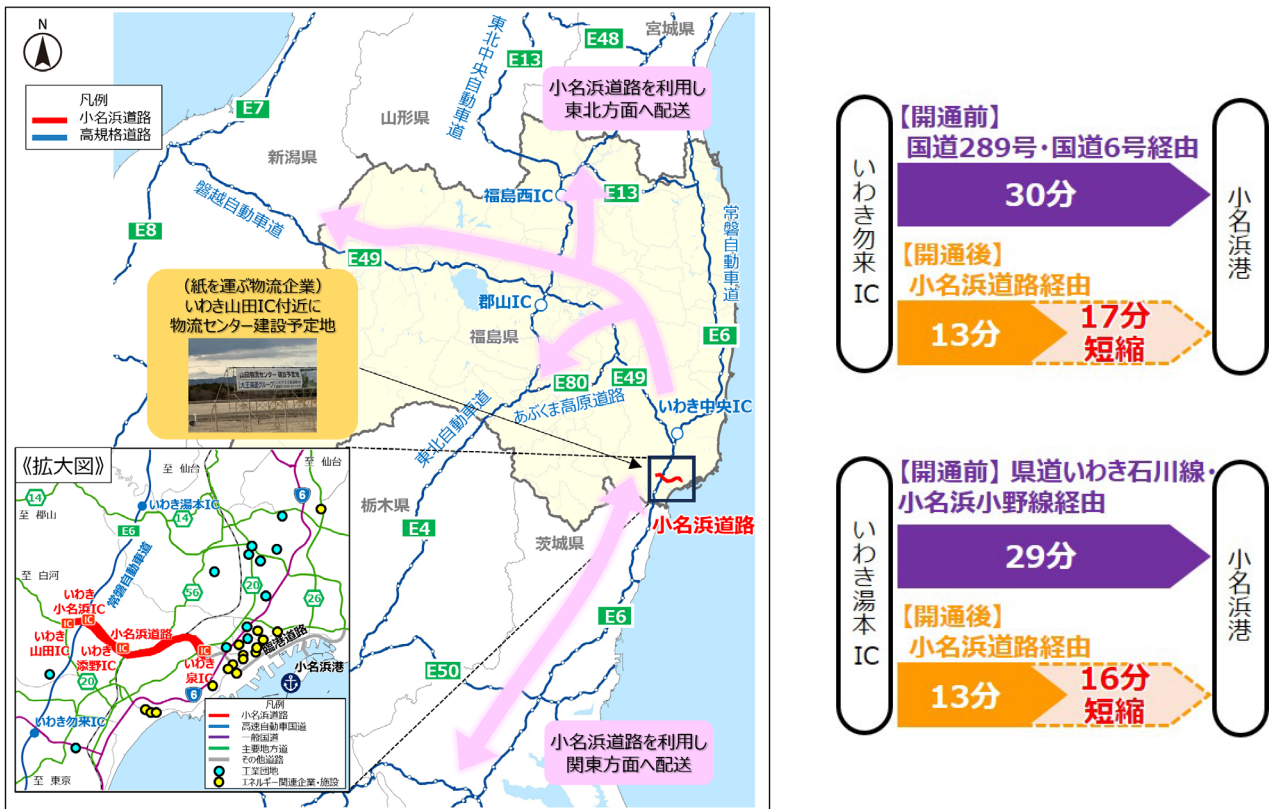 N
凡例
小名浜道路
高規格道路
E7
E8
E13
E48
宮城県
東北中央自動車道
小名浜道路を利用し
東北方面へ配送
山形県
新潟県
磐越自動車道
福島西IC
E13
常磐自動車道
E49
(紙を運ぶ物流企業)
いわき山田IC付近に
物流センター建設予定地
山田物流センター 建設予定地
郡山IC
福島県
E6
E80
E49
あぶくま高原道路
いわき中央IC
東北自動車道
栃木県
小名浜道路
茨城県
E4
E6
E50
小名浜道路を利用し
関東方面へ配送
《拡大図》
至 仙台
至 仙台
6
14
至 郡山
いわき湯本IC
14
E6
常磐自動車道
至 白河
56
20
26
いわき
小名浜IC
IC
IC
小名浜道路
いわき
山田IC
IC
いわき
添野IC
IC
いわき
泉IC
臨港道路
小名浜港
20
6
いわき勿来IC
至 東京
凡例
小名浜道路
高速自動車国道
一般国道
主要地方道
その他道路
工業団地
エネルギー関連企業・施設
いわき勿来IC
【開通前】
国道289号・国道6号経由
30分
【開通後】
小名浜道路経由
13分
17分
短縮
小名浜港
いわき湯本IC
【開通前】県道いわき石川線・
小名浜小野線経由
29分
【開通後】
小名浜道路経由
13分
16分
短縮
小名浜港